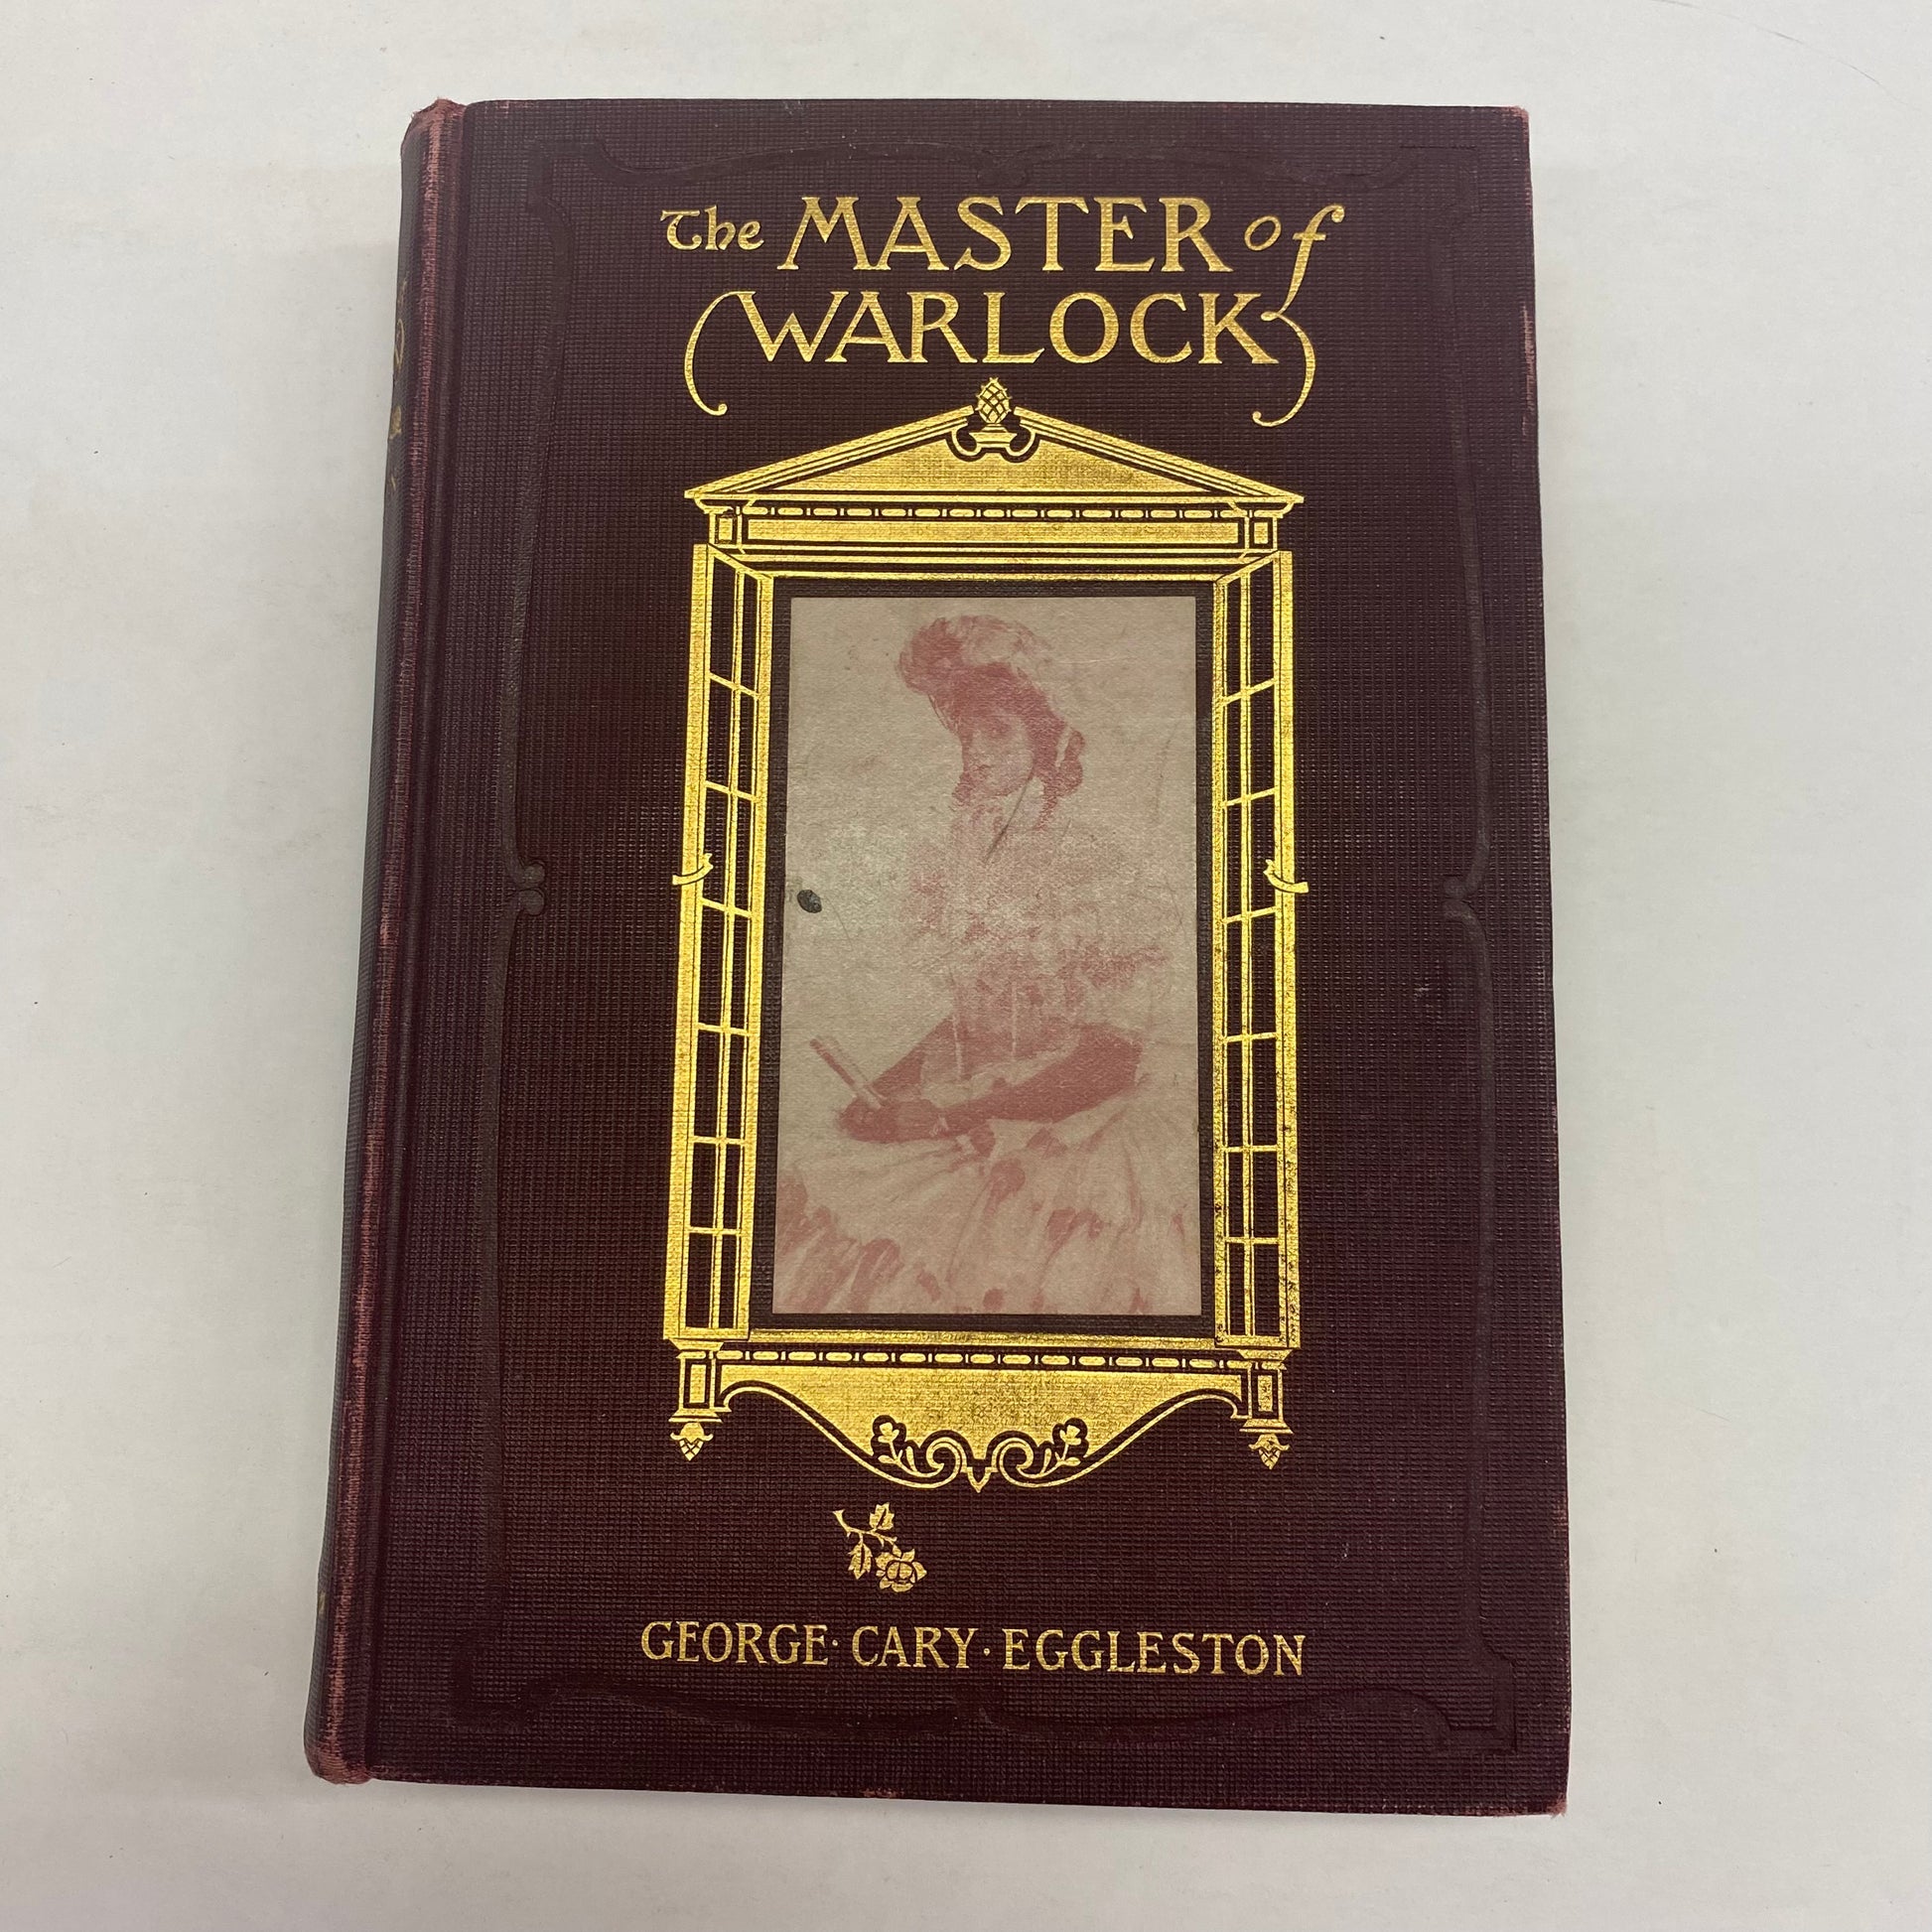 The MASTER of
WARLOCK
GEORGE · CARY · EGGLESTON